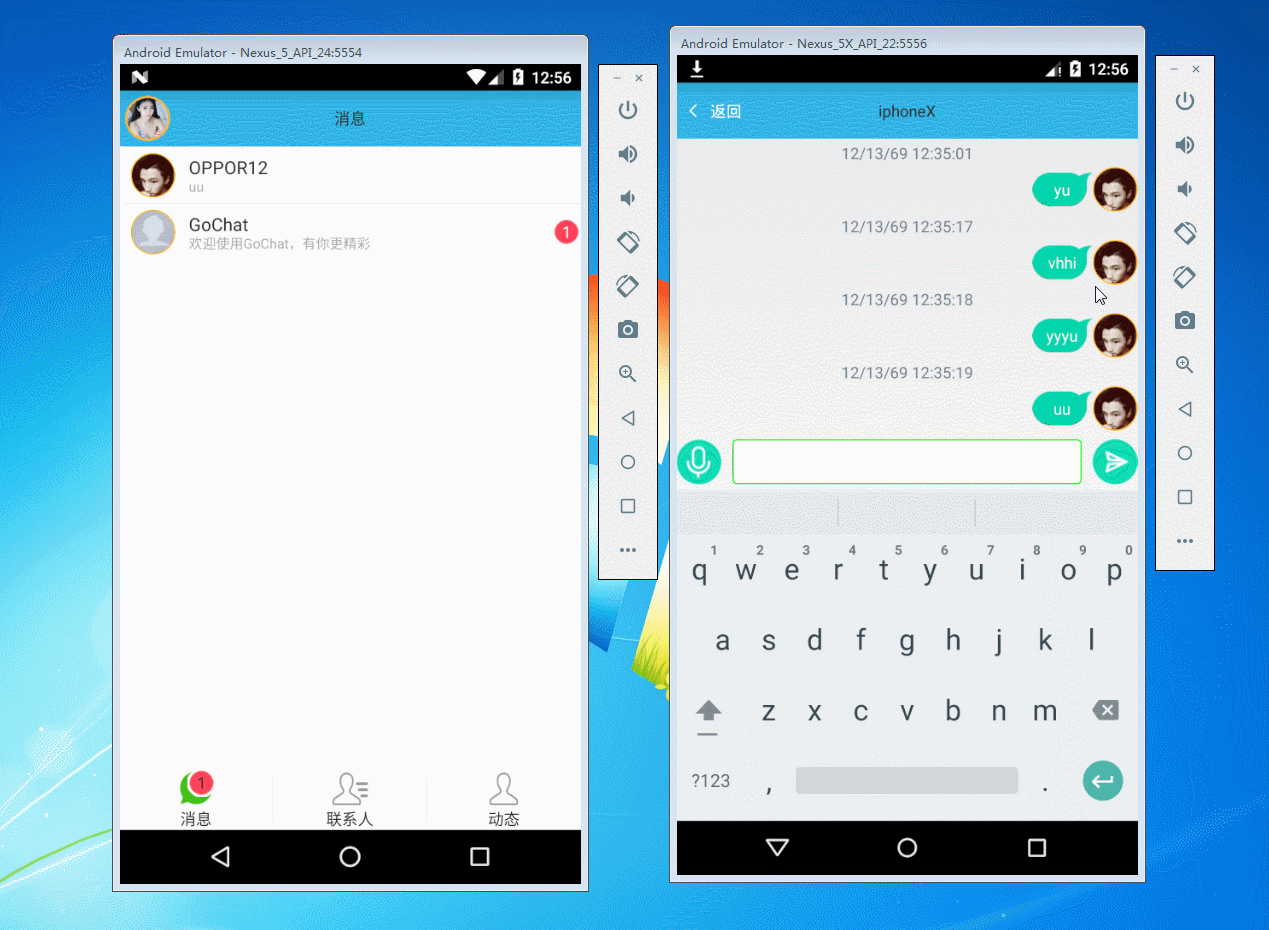 Android Emulator - Nexus_5_API_24:5554
12:56
消息
OPPOR12
uu
GoChat
欢迎使用GoChat，有你更精彩
1
1
消息
联系人
动态
Android Emulator - Nexus_5X_API_22:5556
12:56
返回
iphoneX
12/13/69 12:35:01
yu
12/13/69 12:35:17
vhhi
12/13/69 12:35:18
yyyu
12/13/69 12:35:19
uu
1 2 3 4 5 6 7 8 9 0
q w e r t y u i o p
a s d f g h j k l
z x c v b n m
?123 , .